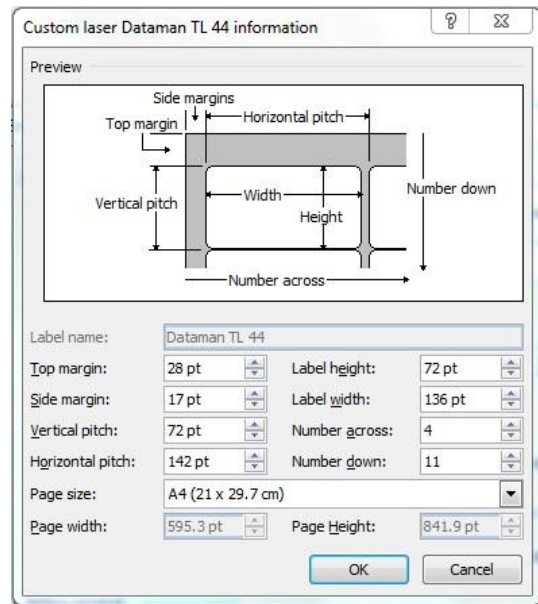 Custom laser Dataman TL 44 information
Preview
Side margins
Top margin
Horizontal pitch
Vertical pitch
Width
Height
Number down
Number across
Label name: Dataman TL 44
Top margin: 28 pt Label height: 72 pt
Side margin: 17 pt Label width: 136 pt
Vertical pitch: 72 pt Number across: 4
Horizontal pitch: 142 pt Number down: 11
Page size: A4 (21 x 29.7 cm)
Page width: 595.3 pt Page Height: 841.9 pt
OK Cancel